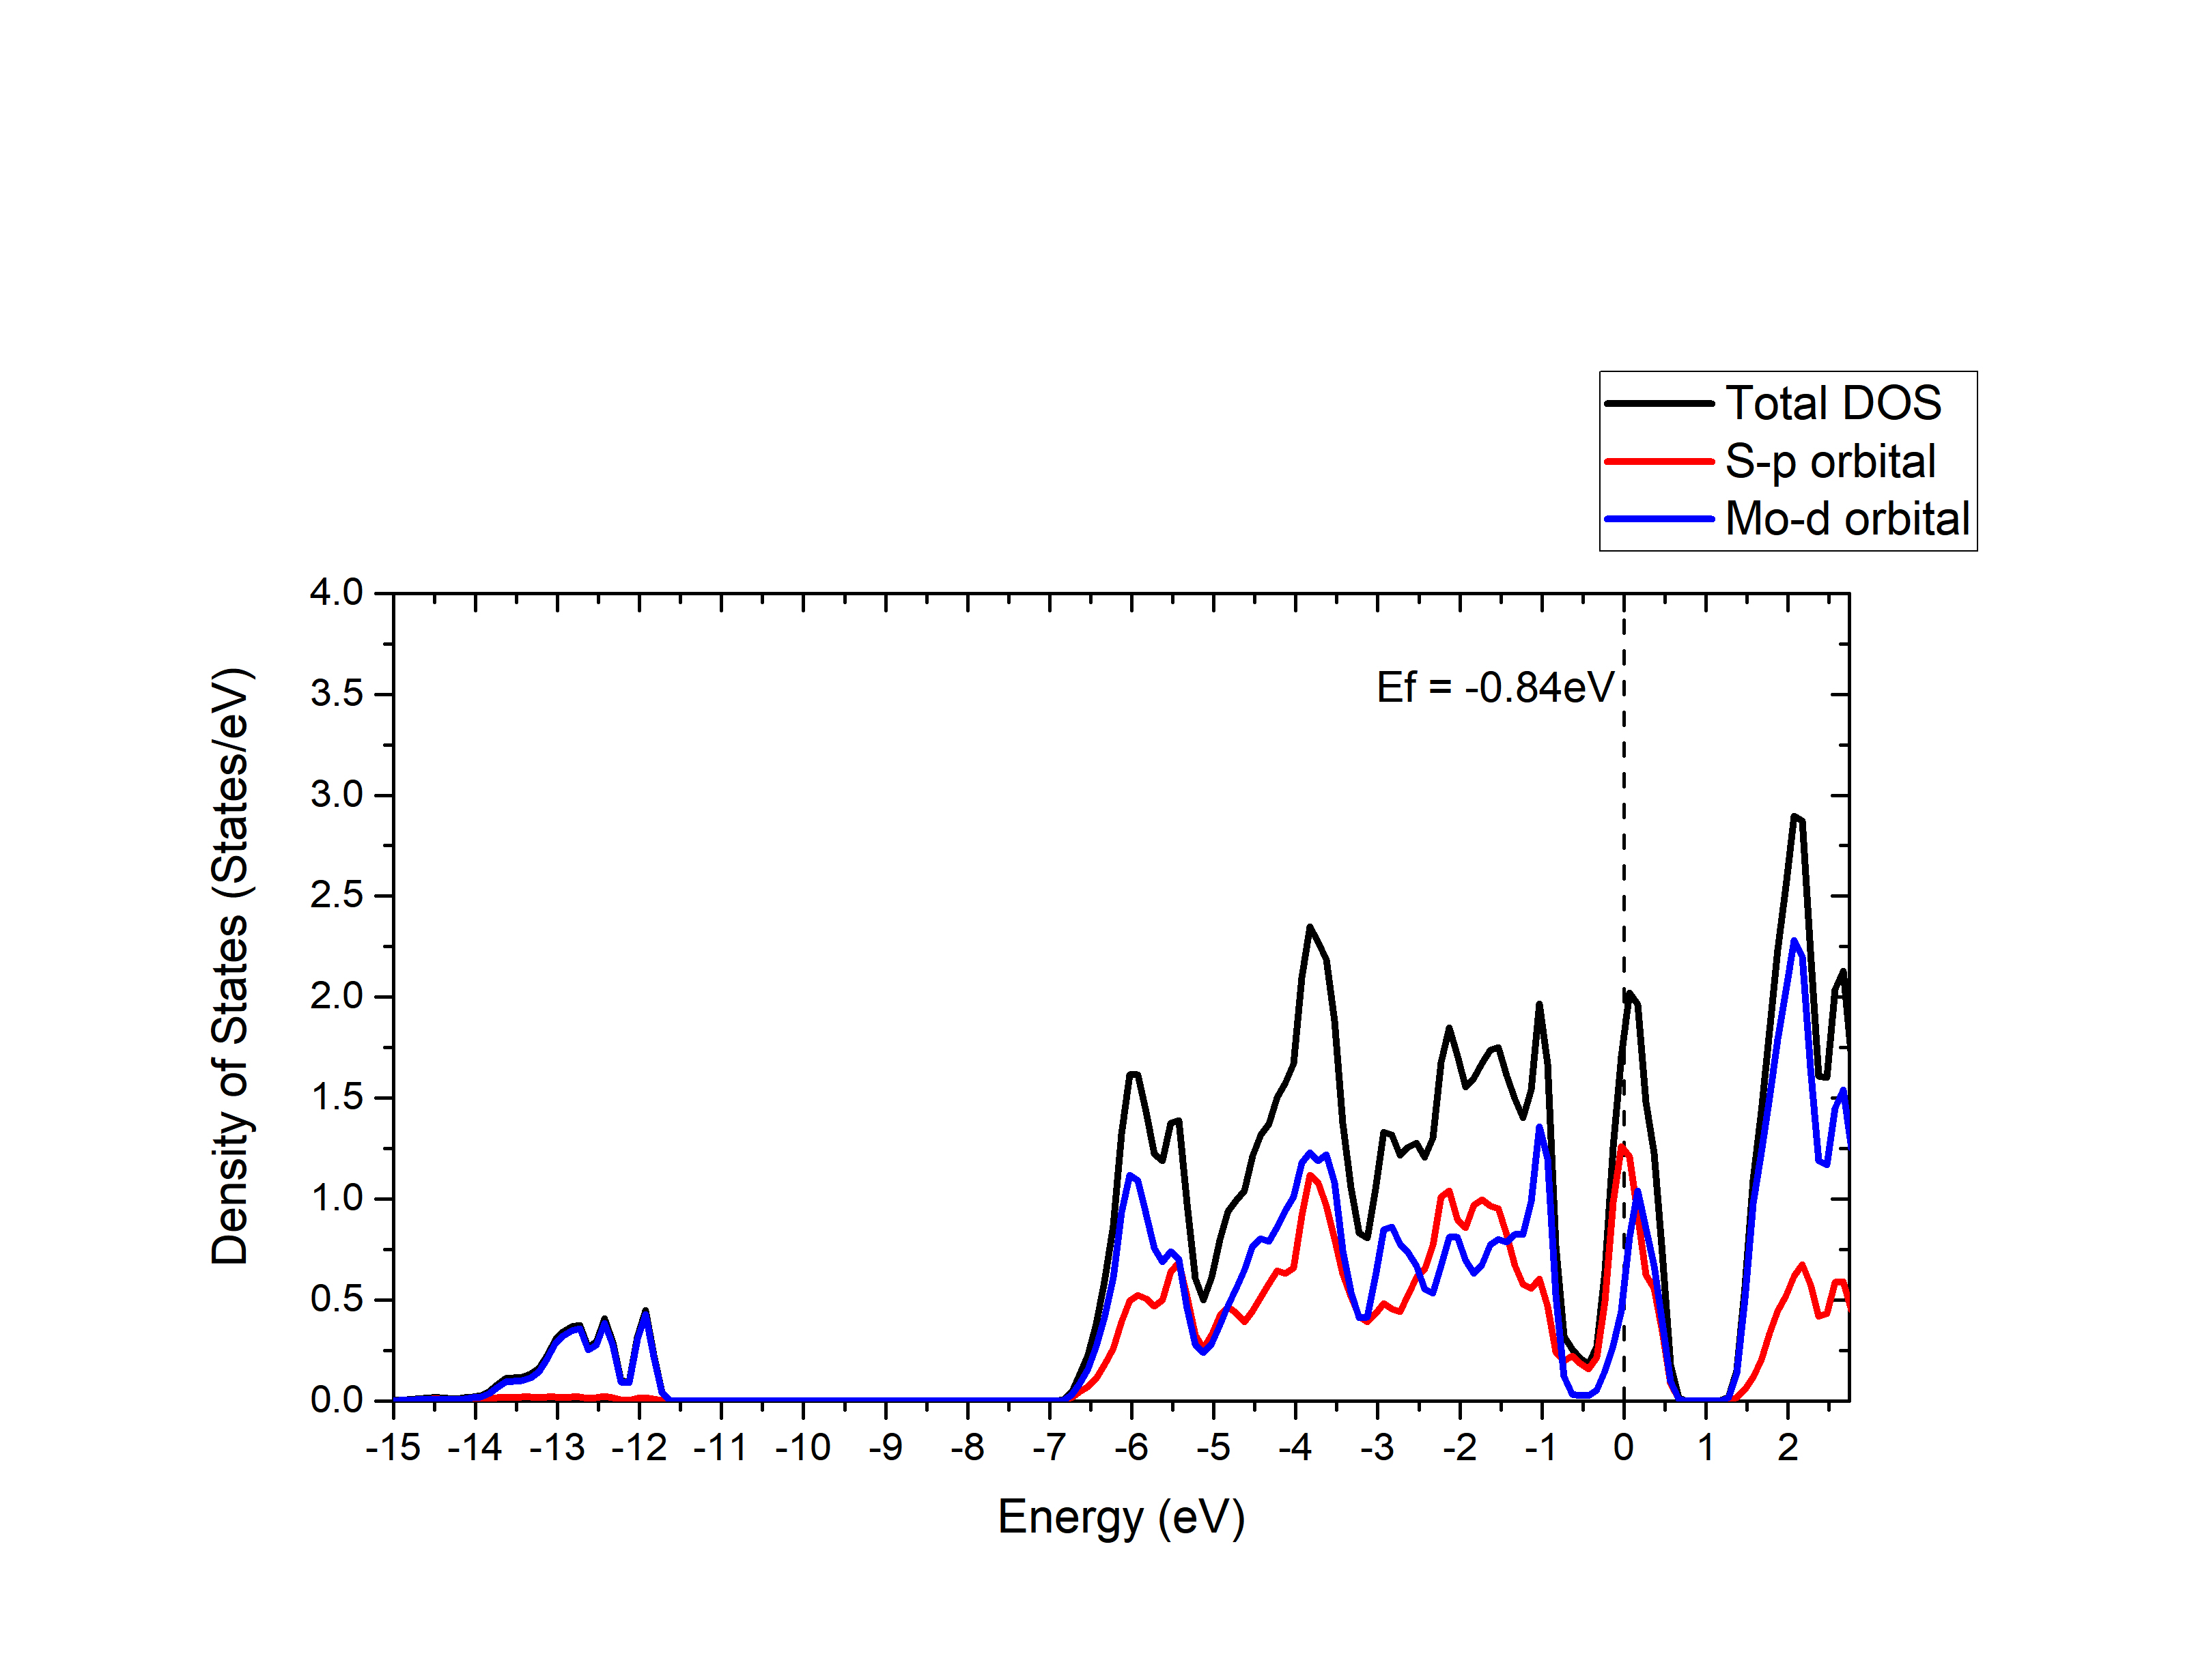 Total DOS
S-p orbital
Mo-d orbital
4.0
3.5
3.0
2.5
2.0
1.5
1.0
0.5
0.0
Density of States (States/eV)
Ef = -0.84eV
-15 -14 -13 -12 -11 -10 -9 -8 -7 -6 -5 -4 -3 -2 -1 0 1 2
Energy (eV)